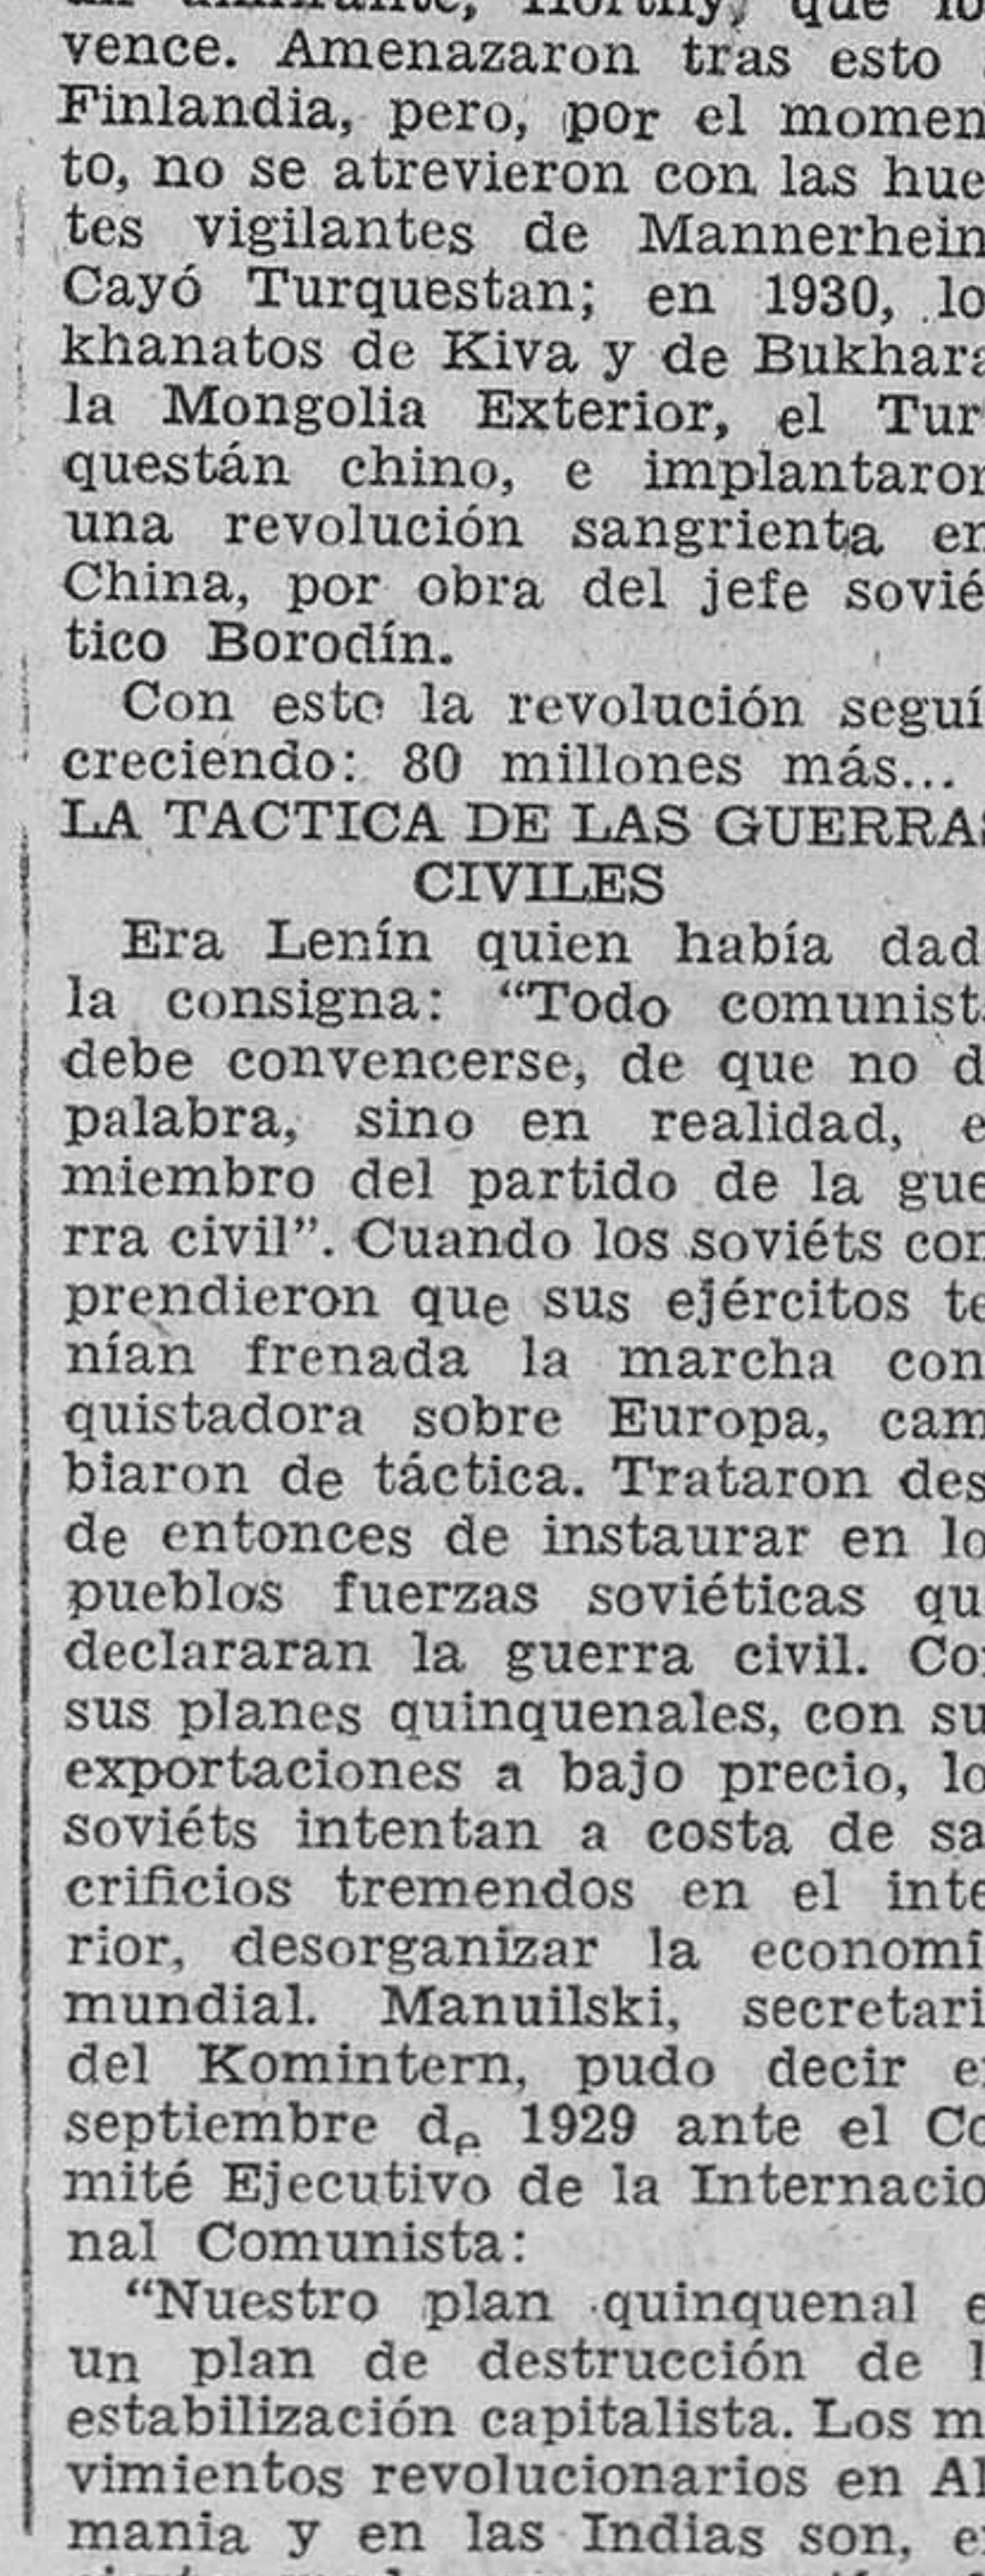 un almirante, Horthy, que lo
vence. Amenazaron tras esto
Finlandia, pero, por el momen
to, no se atrevieron con las hue
tes vigilantes de Mannerhein
Cayó Turquestan; en 1930, lo
khanatos de Kiva y de Bukhara
la Mongolia Exterior, el Tur
questán chino, e implantaron
una revolución sangrienta en
China, por obra del jefe sovié
tico Borodín.
Con esto la revolución seguí
creciendo: 80 millones más...
LA TACTICA DE LAS GUERRAS
CIVILES
Era Lenín quien había dad
la consigna: “Todo comunist
debe convencerse, de que no d
palabra, sino en realidad, e
miembro del partido de la gue
rra civil”. Cuando los soviéts com
prendieron que sus ejércitos te
nían frenada la marcha con
quistadora sobre Europa, cam
biaron de táctica. Trataron des
de entonces de instaurar en lo
pueblos fuerzas soviéticas qu
declararan la guerra civil. Con
sus planes quinquenales, con su
exportaciones a bajo precio, lo
soviéts intentan a costa de sa
crificios tremendos en el inte
rior, desorganizar la economí
mundial. Manuilski, secretari
del Komintern, pudo decir e
septiembre de 1929 ante el Co
mité Ejecutivo de la Internacio
nal Comunista:
“Nuestro plan quinquenal e
un plan de destrucción de l
estabilización capitalista. Los m
vimientos revolucionarios en Al
mania y en las Indias son, e